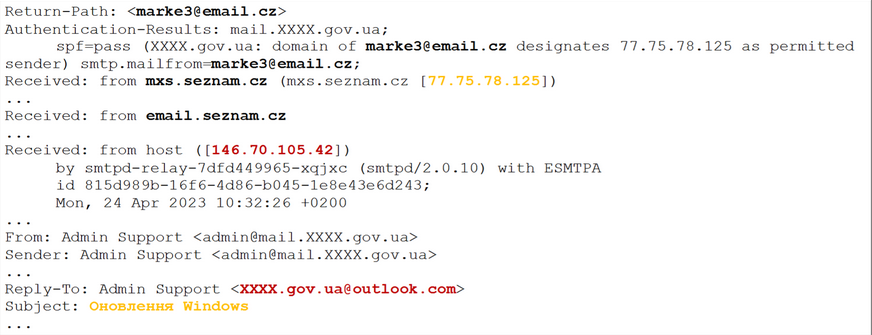 Return-Path: <marke3@email.cz>
Authentication-Results: mail.XXXX.gov.ua;
spf=pass (XXXX.gov.ua: domain of marke3@email.cz designates 77.75.78.125 as permitted
sender) smtp.mailfrom=marke3@email.cz;
Received: from mxs.seznam.cz (mxs.seznam.cz [77.75.78.125])
...
Received: from email.seznam.cz
...
Received: from host ([146.70.105.42])
by smtpd-relay-7dfd449965-xqjxc (smtpd/2.0.10) with ESMTPA
id 815d989b-16f6-4d86-b045-1e8e43e6d243;
Mon, 24 Apr 2023 10:32:26 +0200
...
From: Admin Support <admin@mail.XXXX.gov.ua>
Sender: Admin Support <admin@mail.XXXX.gov.ua>
...
Reply-To: Admin Support <XXXX.gov.ua@outlook.com>
Subject: Оновлення Windows
...